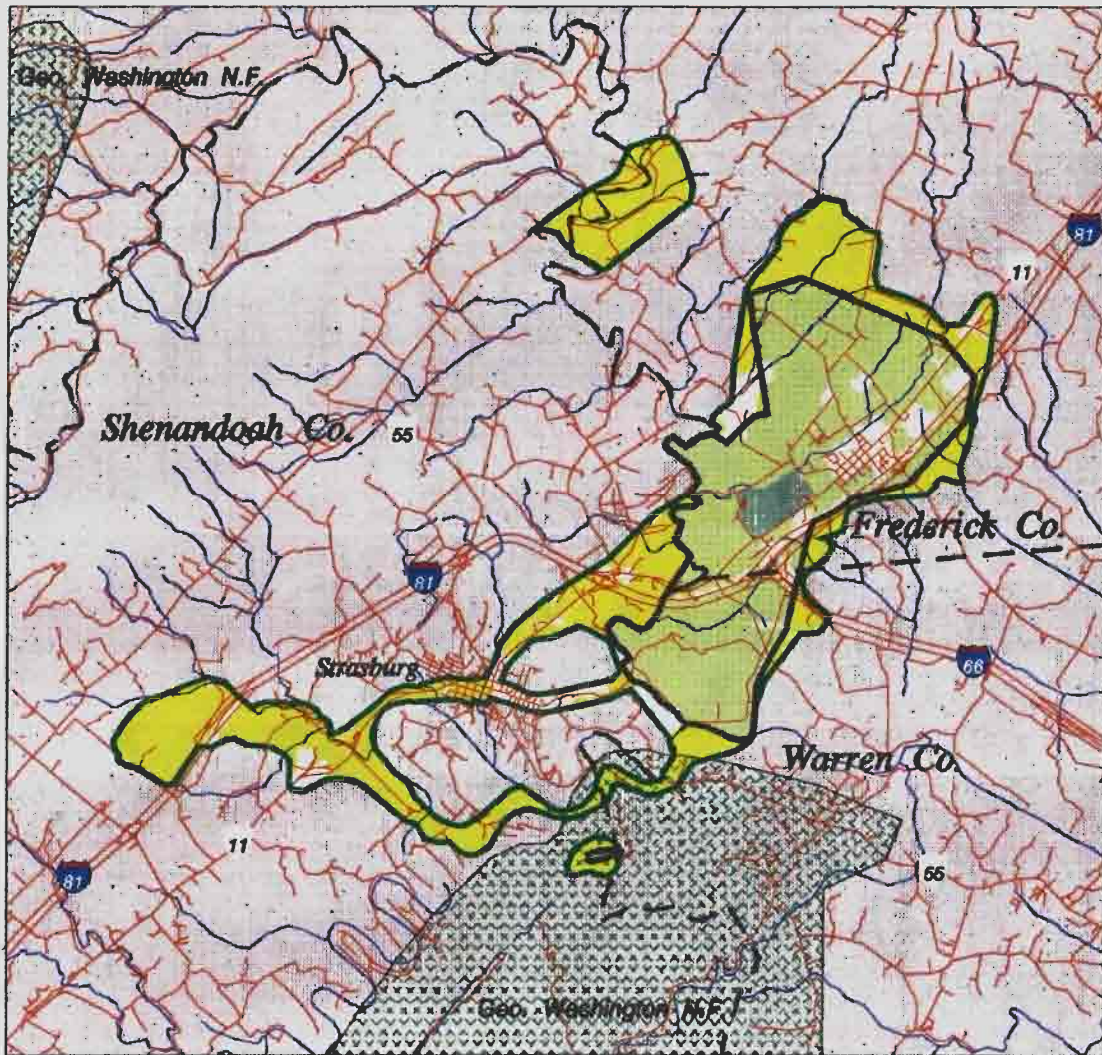 Geo. Washington N.F.
81
11
Shenandoah Co.
55
Frederick Co.
81
Strasburg
66
Warren Co.
11
55
81
Geo. Washington N.F.